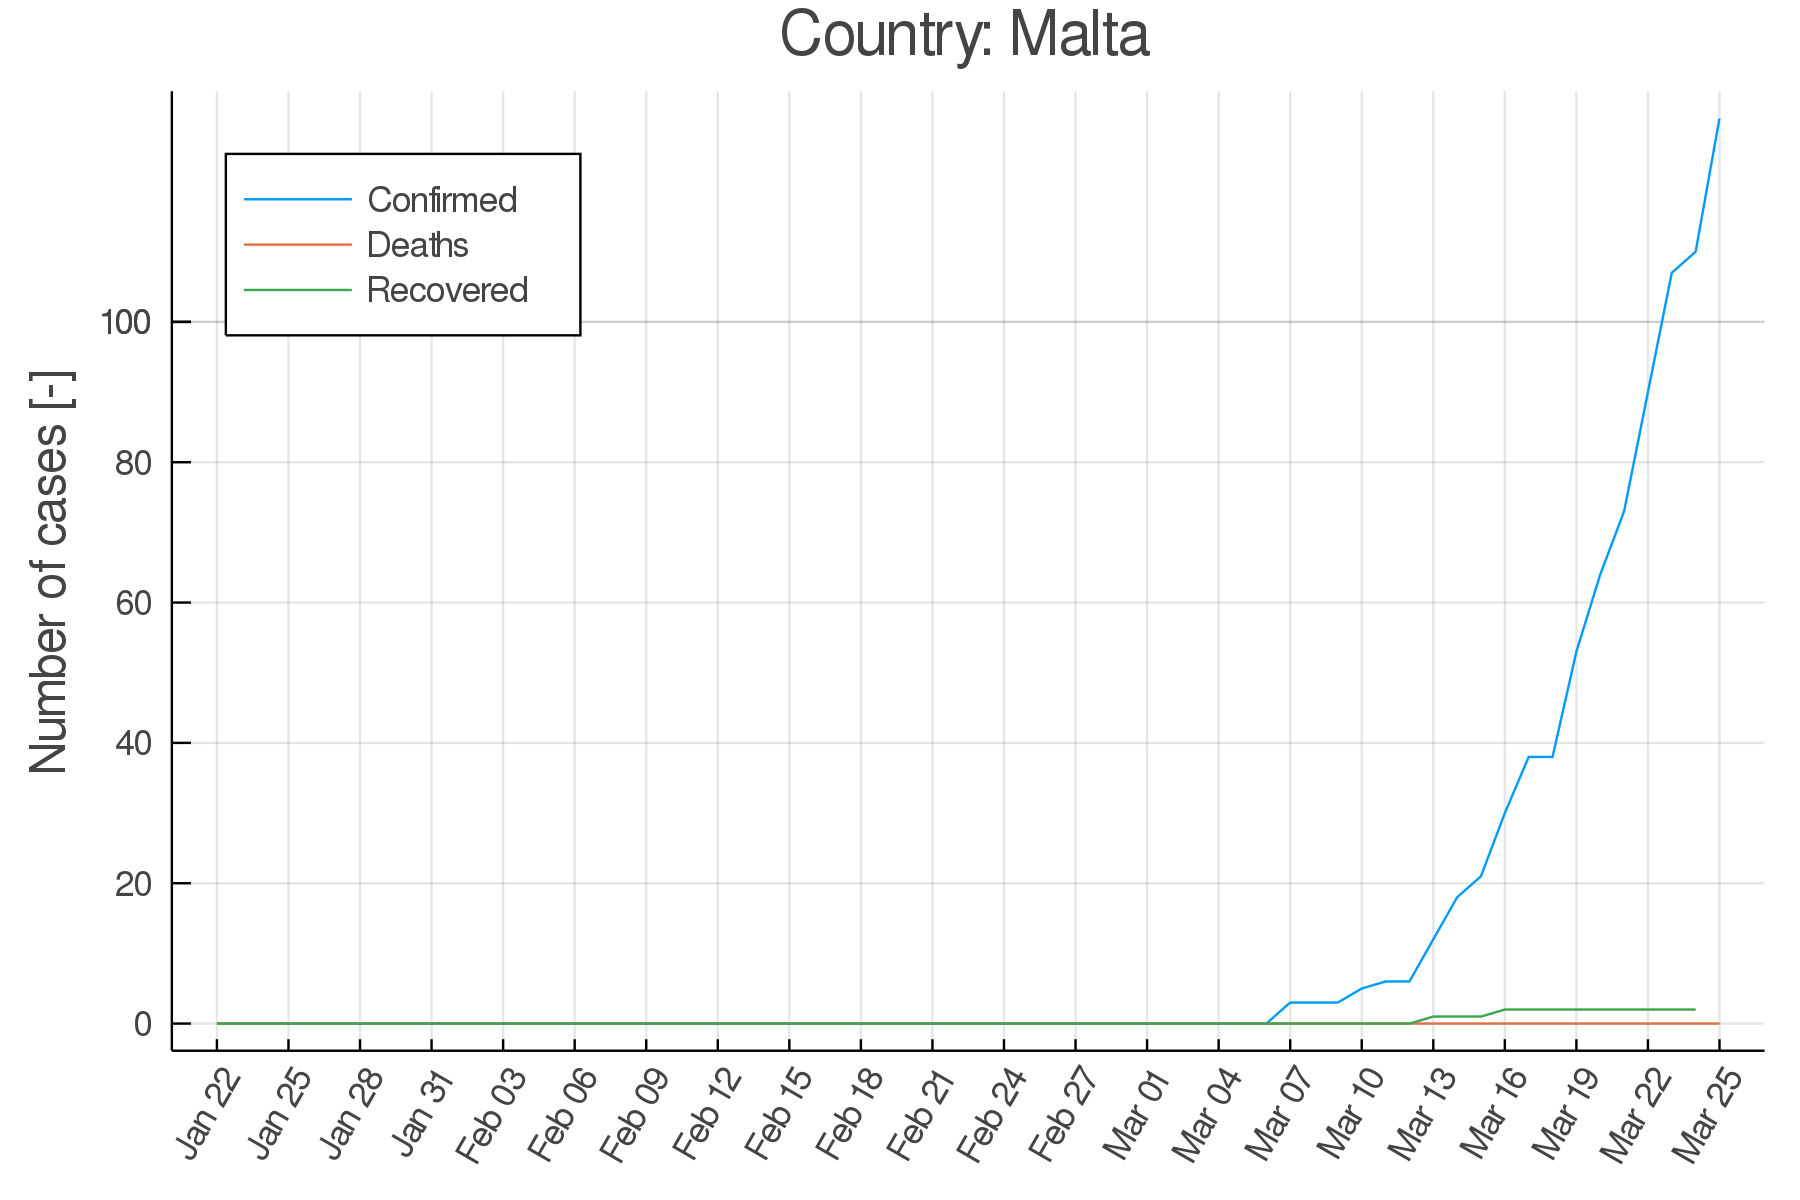 Country: Malta
Confirmed
Deaths
Recovered
Number of cases [-]
100
80
60
40
20
0
Jan 22
Jan 25
Jan 28
Jan 31
Feb 03
Feb 06
Feb 09
Feb 12
Feb 15
Feb 18
Feb 21
Feb 24
Feb 27
Mar 01
Mar 04
Mar 07
Mar 10
Mar 13
Mar 16
Mar 19
Mar 22
Mar 25